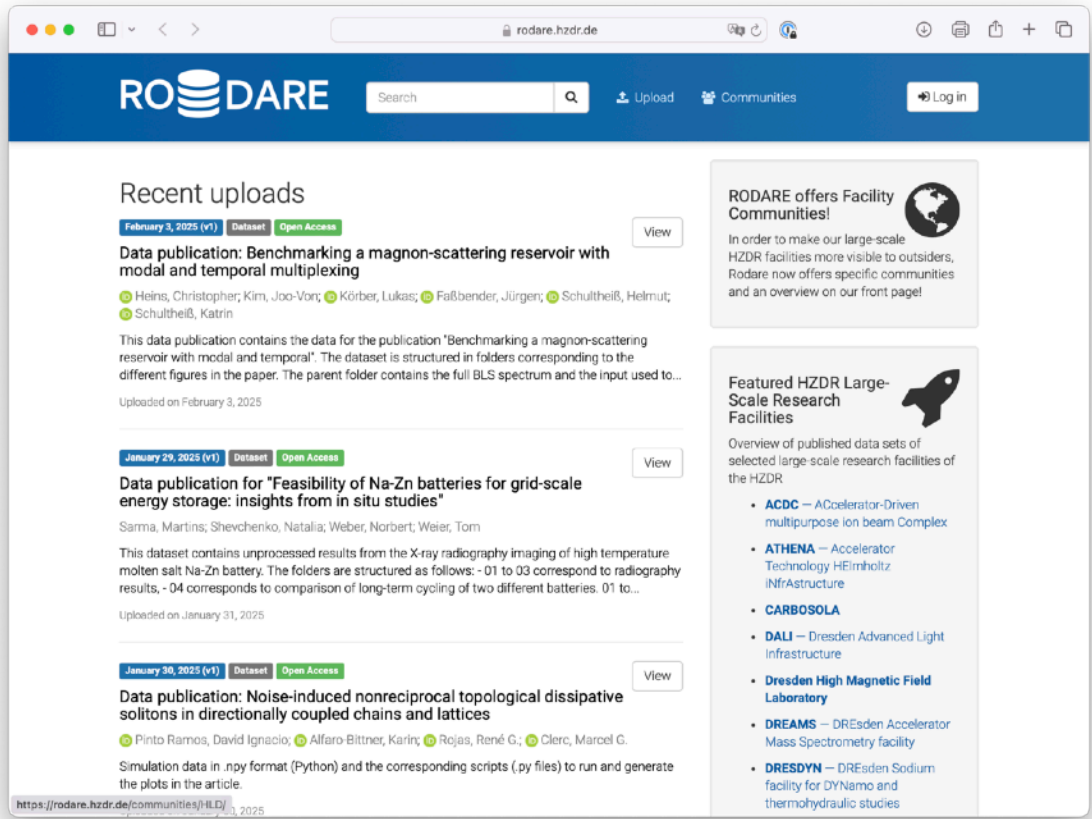 rodare.hzdr.de
RODARE
Search
Upload
Communities
Log in
Recent uploads
February 3, 2025 (v1) Dataset Open Access
View
Data publication: Benchmarking a magnon-scattering reservoir with
modal and temporal multiplexing
Heins, Christopher; Kim, Joo-Von; Körber, Lukas; Faßbender, Jürgen; Schultheiß, Helmut;
Schultheiß, Katrin
This data publication contains the data for the publication "Benchmarking a magnon-scattering
reservoir with modal and temporal". The dataset is structured in folders corresponding to the
different figures in the paper. The parent folder contains the full BLS spectrum and the input used to...
Uploaded on February 3, 2025
January 29, 2025 (v1) Dataset Open Access
View
Data publication for "Feasibility of Na-Zn batteries for grid-scale
energy storage: insights from in situ studies"
Sarma, Martins; Shevchenko, Natalia; Weber, Norbert; Weier, Tom
This dataset contains unprocessed results from the X-ray radiography imaging of high temperature
molten salt Na-Zn battery. The folders are structured as follows: - 01 to 03 correspond to radiography
results, - 04 corresponds to comparison of long-term cycling of two different batteries. 01 to...
Uploaded on January 31, 2025
January 30, 2025 (v1) Dataset Open Access
View
Data publication: Noise-induced nonreciprocal topological dissipative
solitons in directionally coupled chains and lattices
Pinto Ramos, David Ignacio; Alfaro-Bittner, Karin; Rojas, René G.; Clerc, Marcel G.
Simulation data in .npy format (Python) and the corresponding scripts (.py files) to run and generate
the plots in the article.
https://rodare.hzdr.de/communities/HLD/
2025
RODARE offers Facility
Communities!
In order to make our large-scale
HZDR facilities more visible to outsiders,
Rodare now offers specific communities
and an overview on our front page!
Featured HZDR Large-
Scale Research
Facilities
Overview of published data sets of
selected large-scale research facilities of
the HZDR
• ACDC — ACcelerator-Driven
multipurpose ion beam Complex
• ATHENA — Accelerator
Technology HElmholtz
iNfrAstructure
• CARBOSOLA
• DALI — Dresden Advanced Light
Infrastructure
• Dresden High Magnetic Field
Laboratory
• DREAMS — DREsden Accelerator
Mass Spectrometry facility
• DRESDYN — DREsden Sodium
facility for DYNamo and
thermohydraulic studies